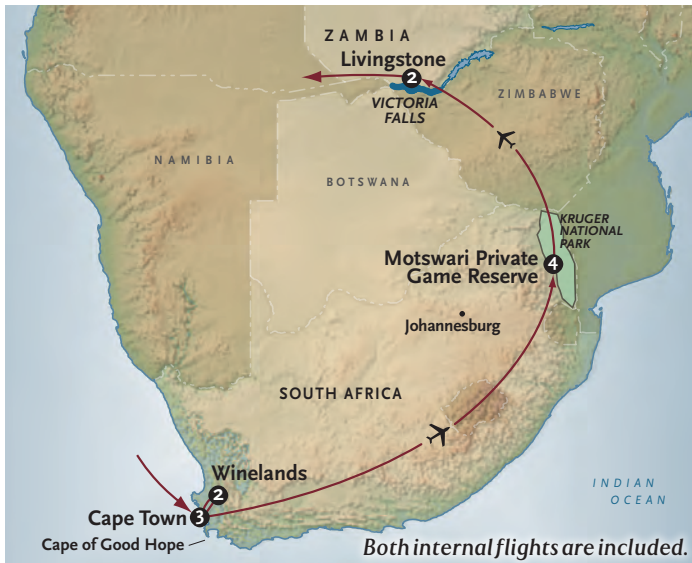 ZAMBIA
Livingstone
2
VICTORIA
FALLS
ZIMBABWE
NAMIBIA
BOTSWANA
KRUGER
NATIONAL
PARK
Motswari Private
Game Reserve
4
Johannesburg
SOUTH AFRICA
Winelands
2
Cape Town
3
Cape of Good Hope
INDIAN
OCEAN
Both internal flights are included.